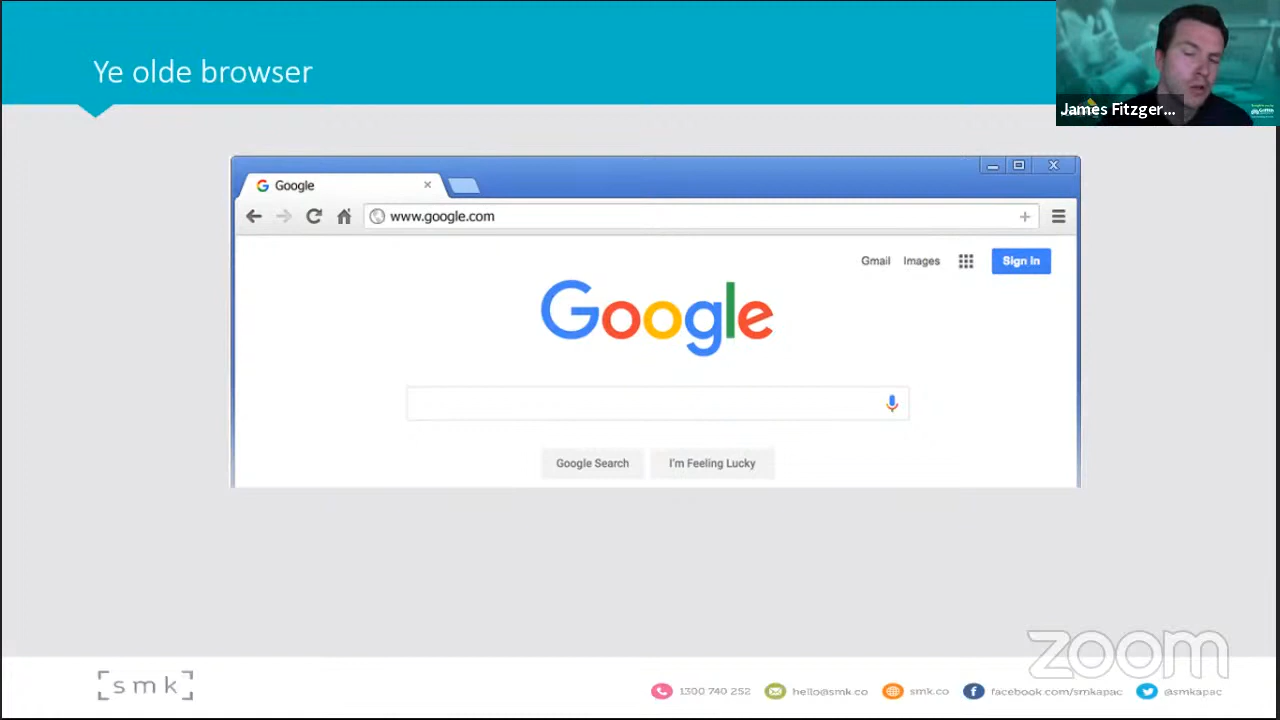 Ye olde browser
James Fitzger...
Google
www.google.com
Gmail Images Sign in
Google
Google Search I'm Feeling Lucky
zoom
[smk] 1300 740 252 hello@smk.co smk.co facebook.com/smkapac @smkapac